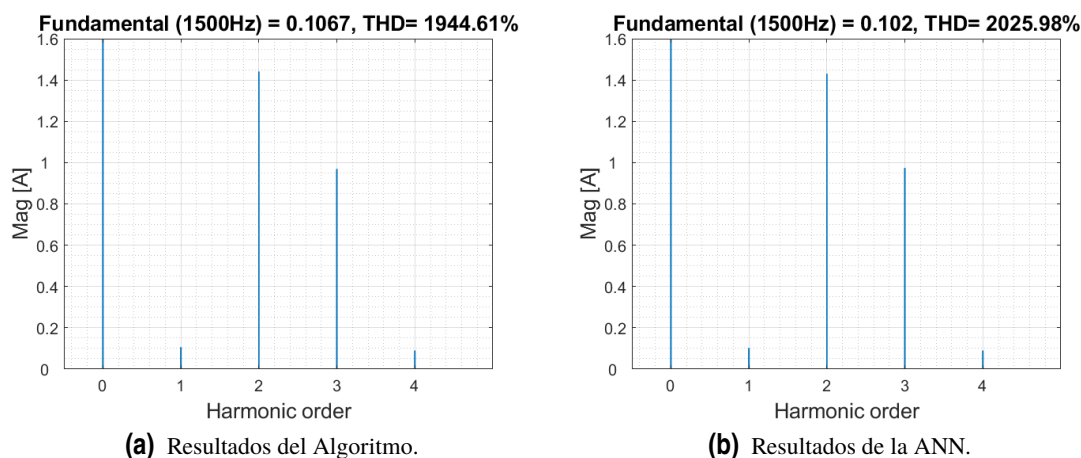 Fundamental (1500Hz) = 0.1067, THD= 1944.61%
1.6
1.4
1.2
1
0.8
0.6
0.4
0.2
0
Mag [A]
0 1 2 3 4
Harmonic order
(a) Resultados del Algoritmo.
Fundamental (1500Hz) = 0.102, THD= 2025.98%
1.6
1.4
1.2
1
0.8
0.6
0.4
0.2
0
Mag [A]
0 1 2 3 4
Harmonic order
(b) Resultados de la ANN.